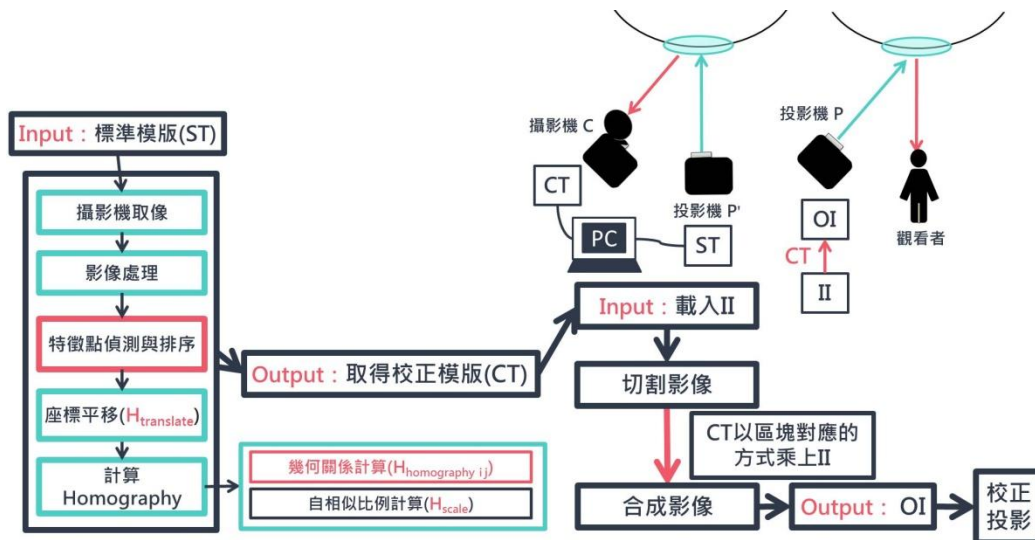 Input：標準模版(ST)
攝影機取像
影像處理
特徵點偵測與排序
座標平移(Htranslate)
計算
Homography
幾何關係計算(Hhomography ij)
自相似比例計算(Hscale)
Output：取得校正模版(CT)
攝影機 C
CT
PC
投影機 P'
ST
投影機 P
OI
CT
II
觀看者
Input：載入II
切割影像
CT以區塊對應的
方式乘上II
合成影像
Output： OI
校正
投影